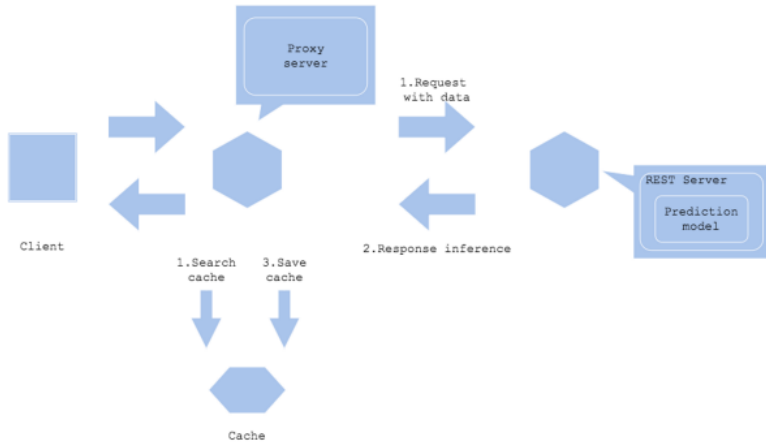 Proxy
server
1.Request
with data
REST Server
Prediction
model
Client
2.Response inference
1.Search
cache
3.Save
cache
Cache